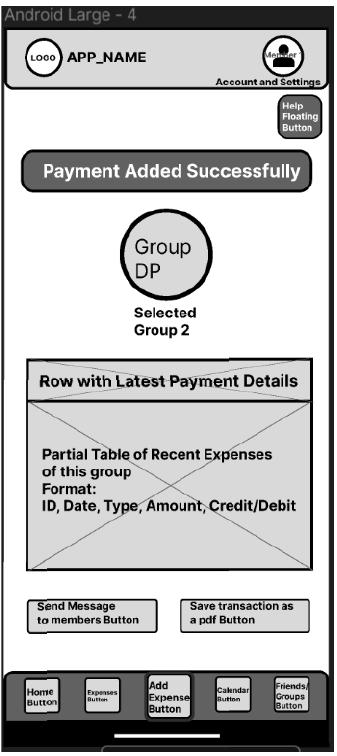 Android Large - 4
LOGO
APP_NAME
Member 1
Account and Settings
Help
Floating
Button
Payment Added Successfully
Group
DP
Selected
Group 2
Row with Latest Payment Details
Partial Table of Recent Expenses
of this group
Format:
ID, Date, Type, Amount, Credit/Debit
Send Message
to members Button
Save transaction as
a pdf Button
Home
Button
Expenses
Button
Add
Expense
Button
Calendar
Button
Friends/
Groups
Button